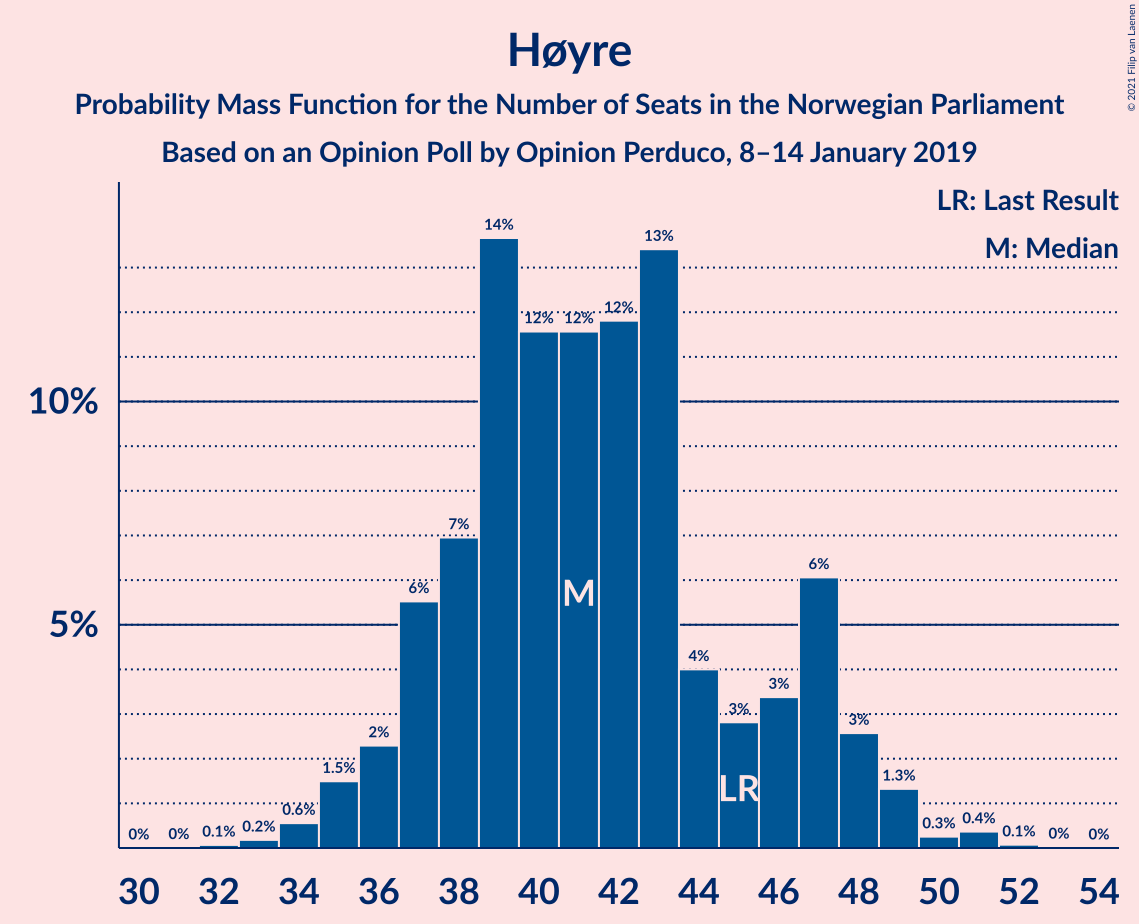 Høyre
Probability Mass Function for the Number of Seats in the Norwegian Parliament
Based on an Opinion Poll by Opinion Perduco, 8–14 January 2019
© 2021 Filip van Laenen
LR: Last Result
M: Median
10%
5%
0% 0% 0.1% 0.2% 0.6% 1.5% 2% 6% 7% 14% 12% 12% 12% 13% 4% 3% 3% 6% 3% 1.3% 0.3% 0.4% 0.1% 0% 0%
M
LR
30 32 34 36 38 40 42 44 46 48 50 52 54